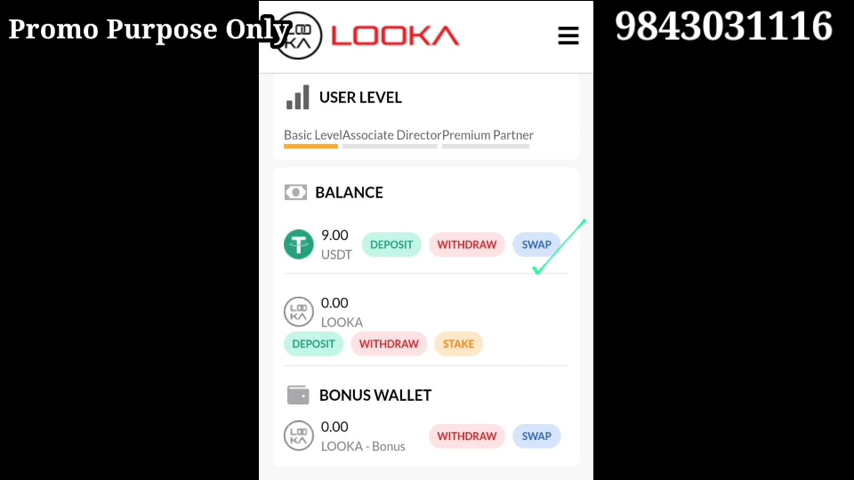 Promo Purpose Only
9843031116
LOOKA
LOOKA
USER LEVEL
Basic Level Associate Director Premium Partner
BALANCE
9.00
USDT
DEPOSIT WITHDRAW SWAP
0.00
LOOKA
DEPOSIT WITHDRAW STAKE
BONUS WALLET
0.00
LOOKA - Bonus
WITHDRAW SWAP